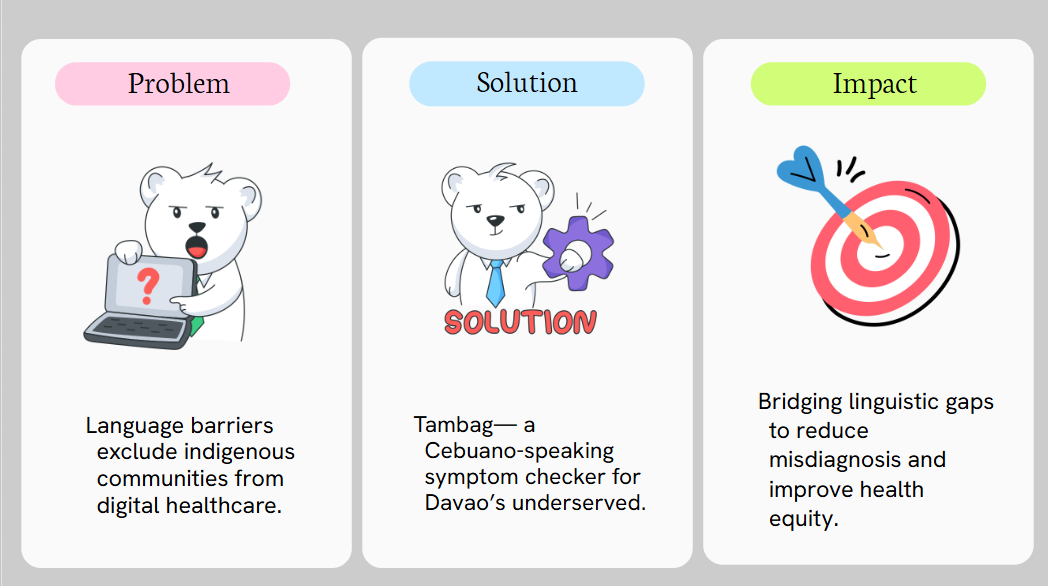 Problem
?
Language barriers
exclude indigenous
communities from
digital healthcare.
Solution
SOLUTION
Tambag— a
Cebuano-speaking
symptom checker for
Davao’s underserved.
Impact
Bridging linguistic gaps
to reduce
misdiagnosis and
improve health
equity.